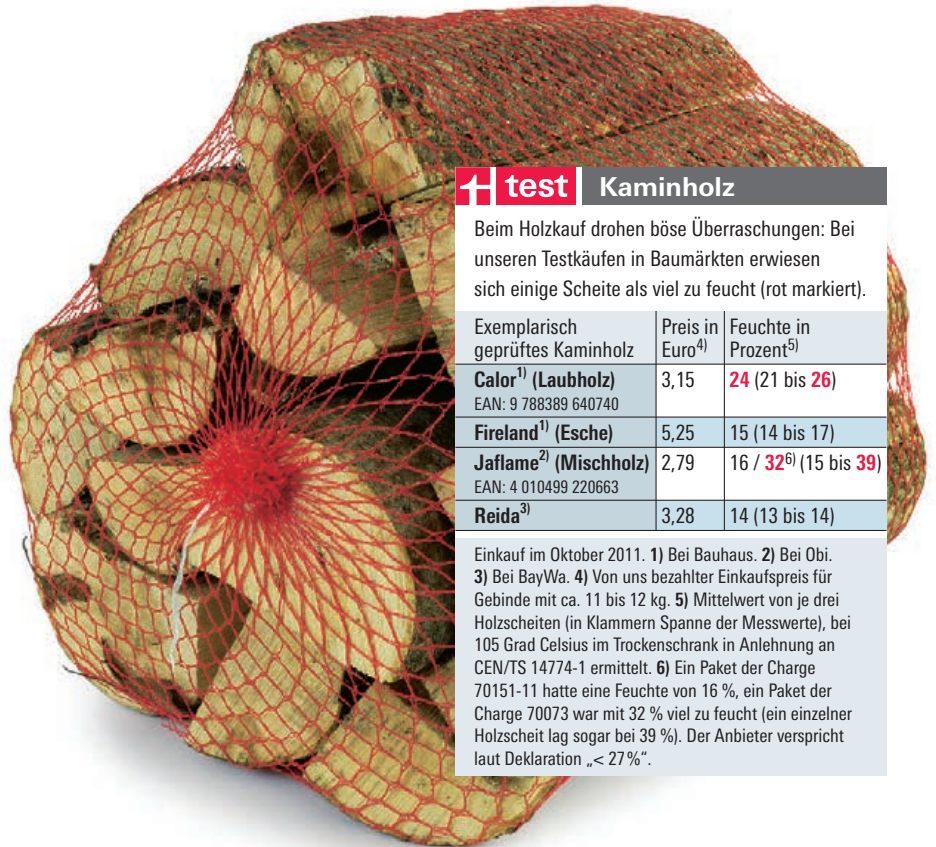 test Kaminholz
Beim Holzkauf drohen böse Überraschungen: Bei
unseren Testkäufen in Baumärkten erwiesen
sich einige Scheite als viel zu feucht (rot markiert).
Exemplarisch
geprüftes Kaminholz
Preis in
Euro4)
Feuchte in
Prozent5)
Calor1) (Laubholz) 3,15 24 (21 bis 26)
EAN: 9 788389 640740
Fireland1) (Esche) 5,25 15 (14 bis 17)
Jaflame2) (Mischholz) 2,79 16 / 326) (15 bis 39)
EAN: 4 010499 220663
Reida3) 3,28 14 (13 bis 14)
Einkauf im Oktober 2011. 1) Bei Bauhaus. 2) Bei Obi.
3) Bei BayWa. 4) Von uns bezahlter Einkaufspreis für
Gebinde mit ca. 11 bis 12 kg. 5) Mittelwert von je drei
Holzscheiten (in Klammern Spanne der Messwerte), bei
105 Grad Celsius im Trockenschrank in Anlehnung an
CEN/TS 14774-1 ermittelt. 6) Ein Paket der Charge
70151-11 hatte eine Feuchte von 16 %, ein Paket der
Charge 70073 war mit 32 % viel zu feucht (ein einzelner
Holzscheit lag sogar bei 39 %). Der Anbieter verspricht
laut Deklaration „< 27 %“.